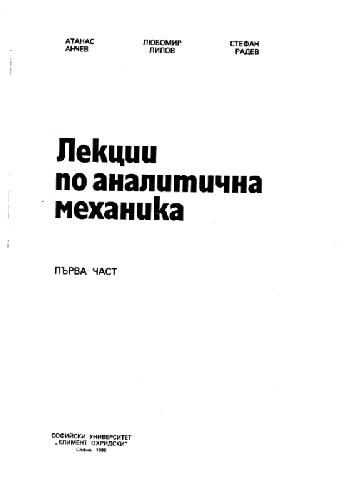 АТАНАС АНЧЕВ
ЛЮБОМИР ЛИЛОВ
СТЕФАН РАДЕВ
Лекции
по аналитична
механика
ПЪРВА ЧАСТ
СОФИЙСКИ УНИВЕРСИТЕТ
„КЛИМЕНТ ОХРИДСКИ“
София